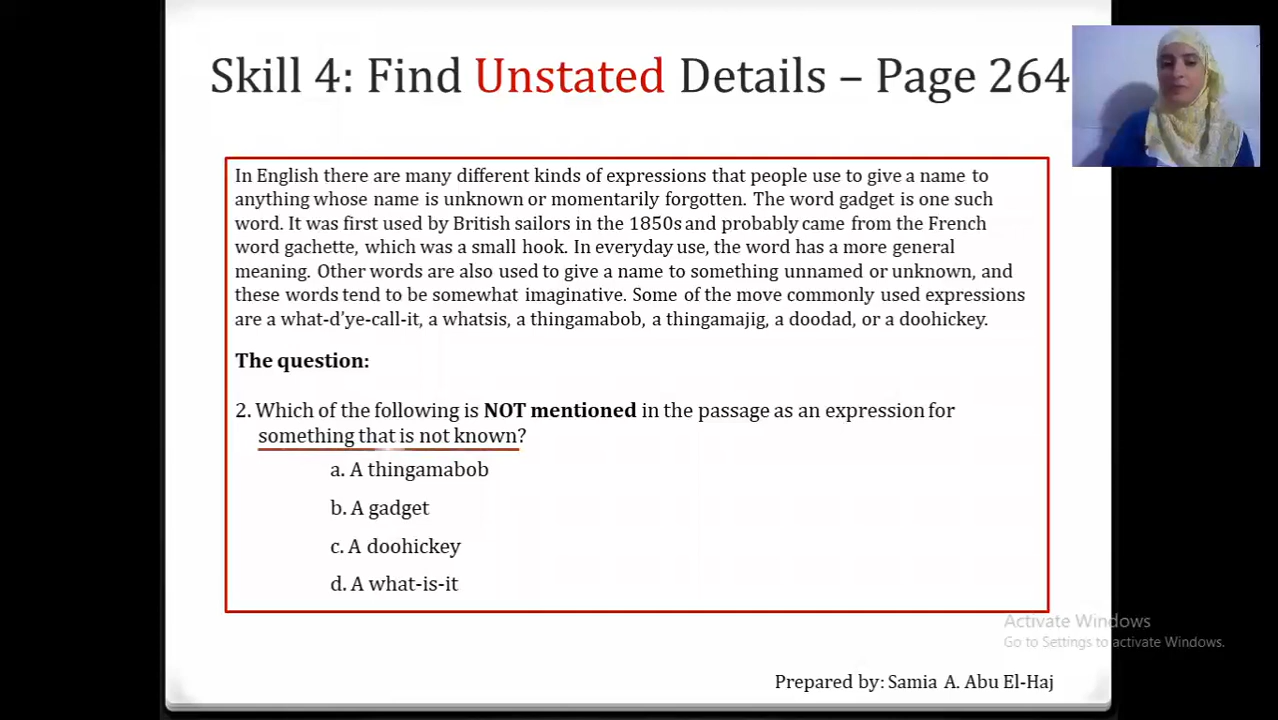 Skill 4: Find Unstated Details – Page 264
In English there are many different kinds of expressions that people use to give a name to
anything whose name is unknown or momentarily forgotten. The word gadget is one such
word. It was first used by British sailors in the 1850s and probably came from the French
word gachette, which was a small hook. In everyday use, the word has a more general
meaning. Other words are also used to give a name to something unnamed or unknown, and
these words tend to be somewhat imaginative. Some of the move commonly used expressions
are a what-d’ye-call-it, a whatsis, a thingamabob, a thingamajig, a doodad, or a doohickey.
The question:
2. Which of the following is NOT mentioned in the passage as an expression for
something that is not known?
a. A thingamabob
b. A gadget
c. A doohickey
d. A what-is-it
Activate Windows
Go to Settings to activate Windows.
Prepared by: Samia A. Abu El-Haj